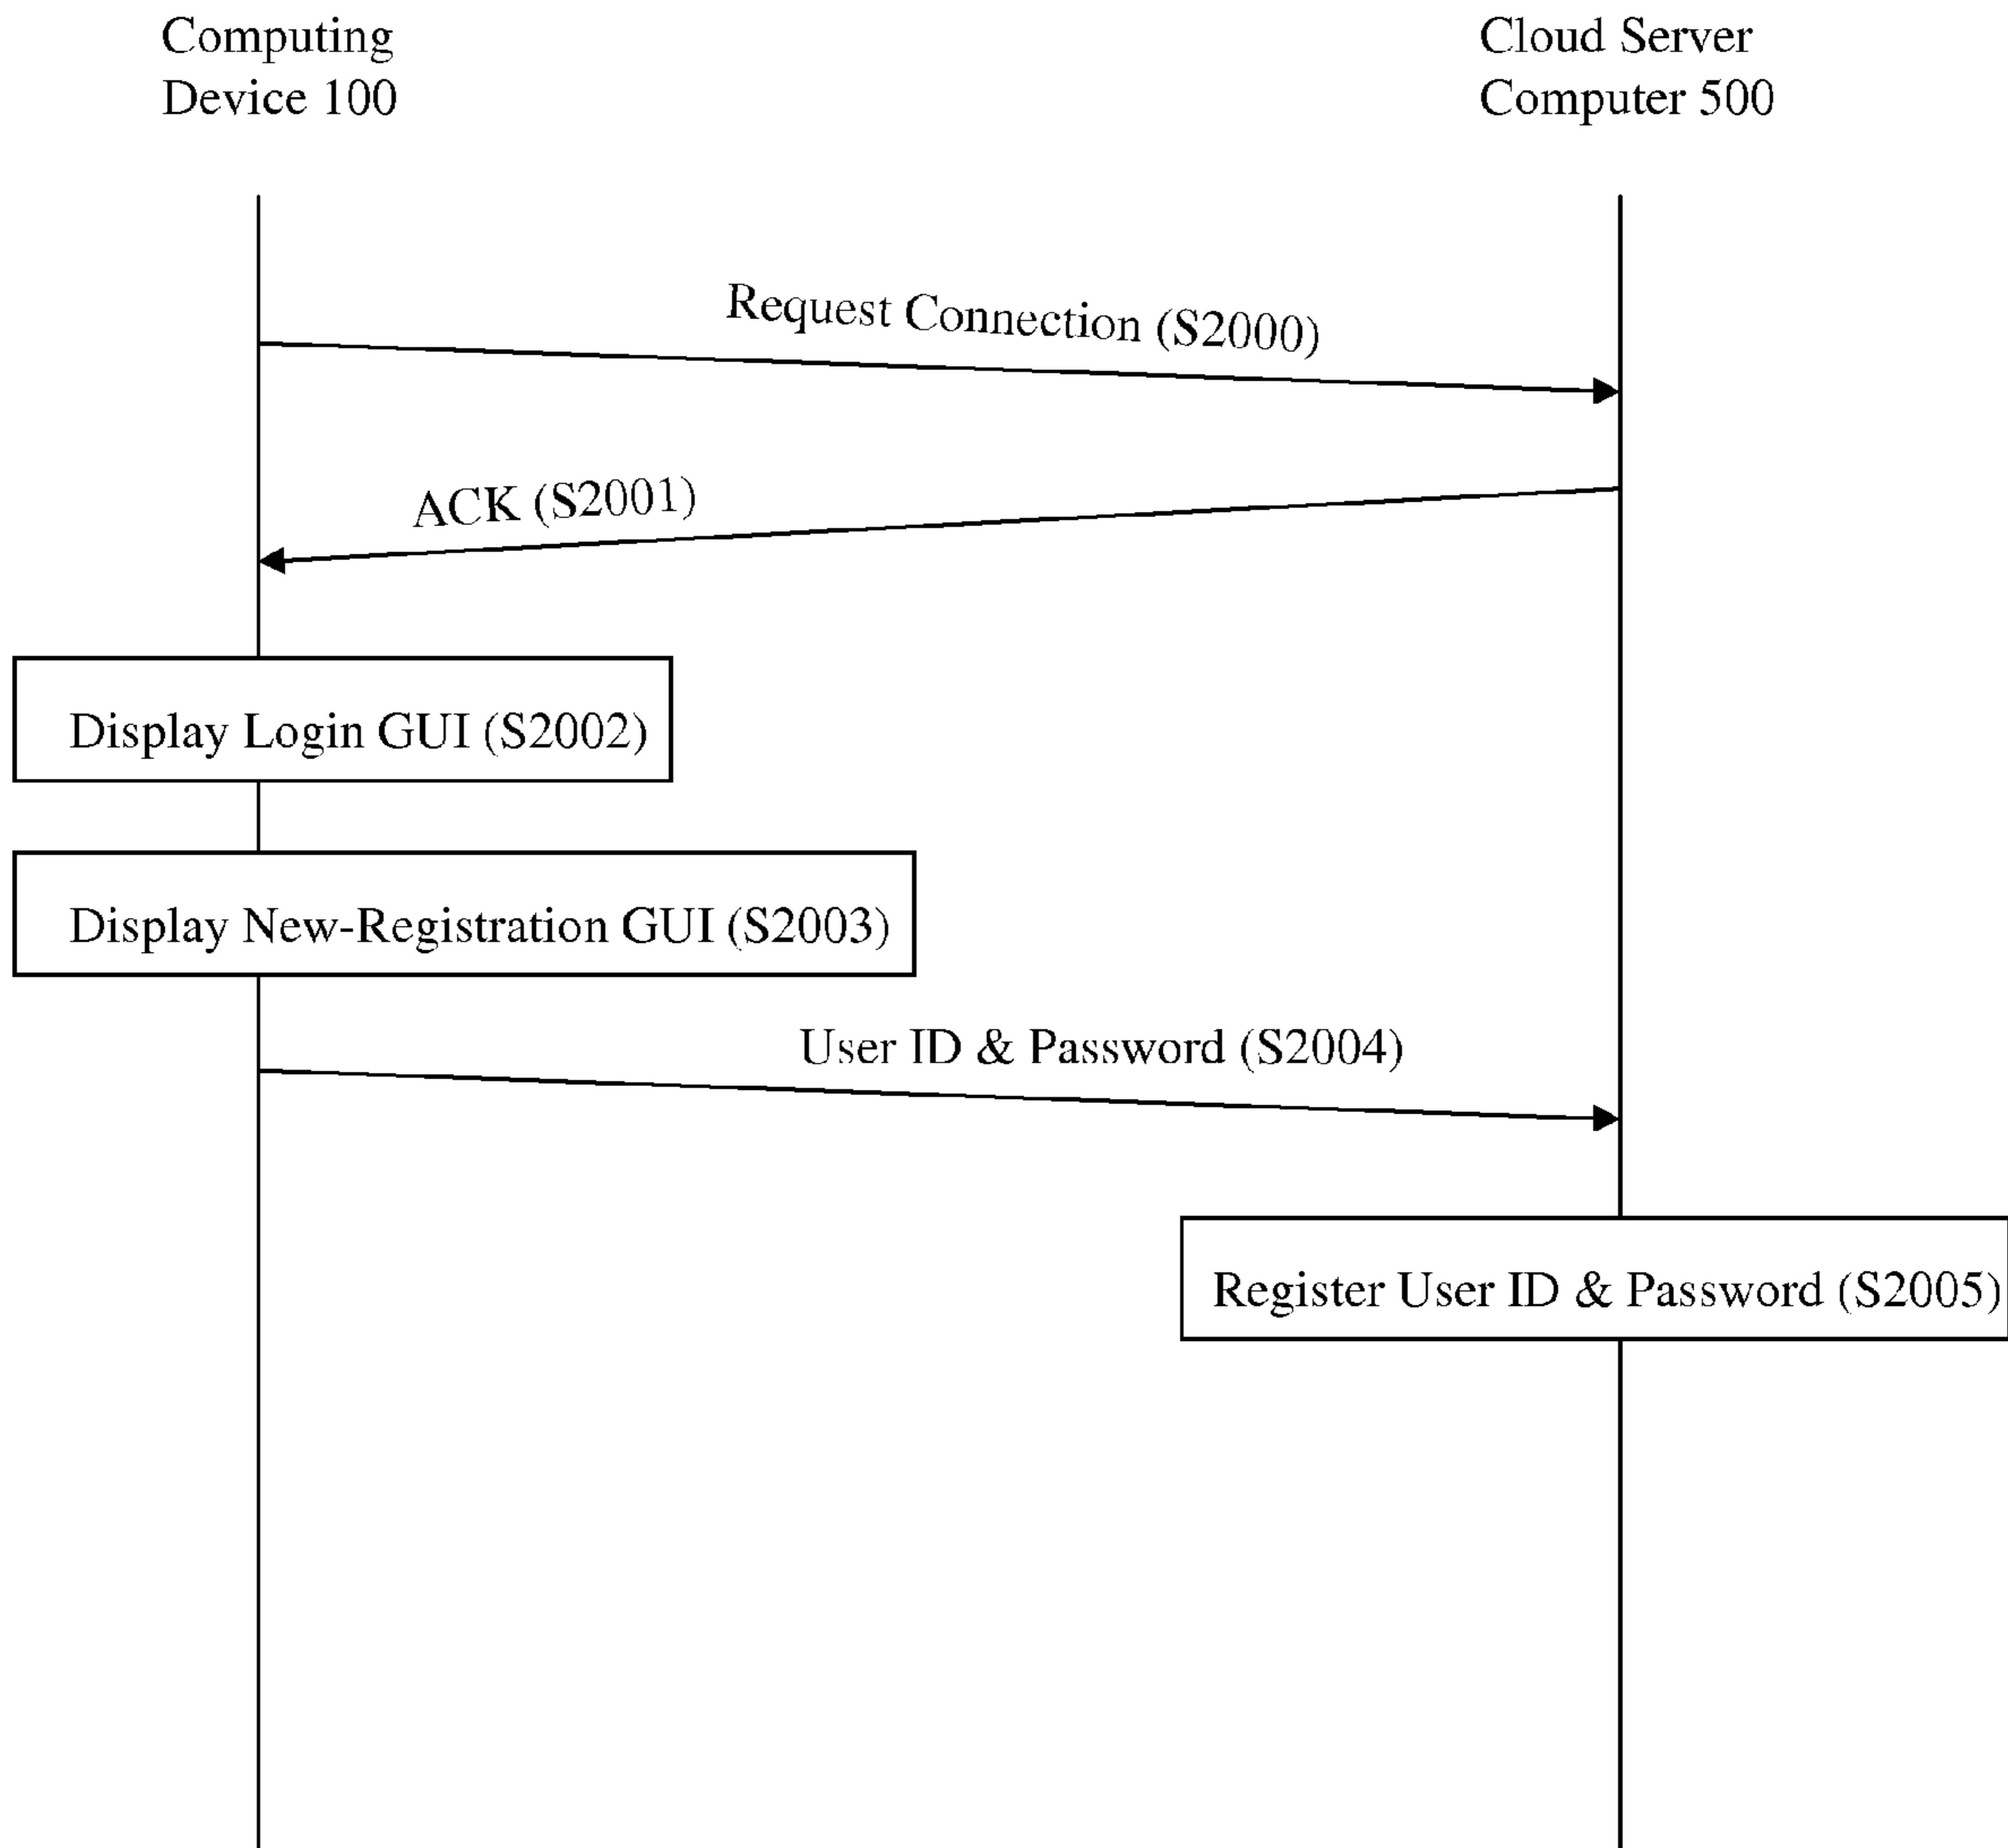 Computing
Device 100
Cloud Server
Computer 500
Request Connection (S2000)
ACK (S2001)
Display Login GUI (S2002)
Display New-Registration GUI (S2003)
User ID & Password (S2004)
Register User ID & Password (S2005)